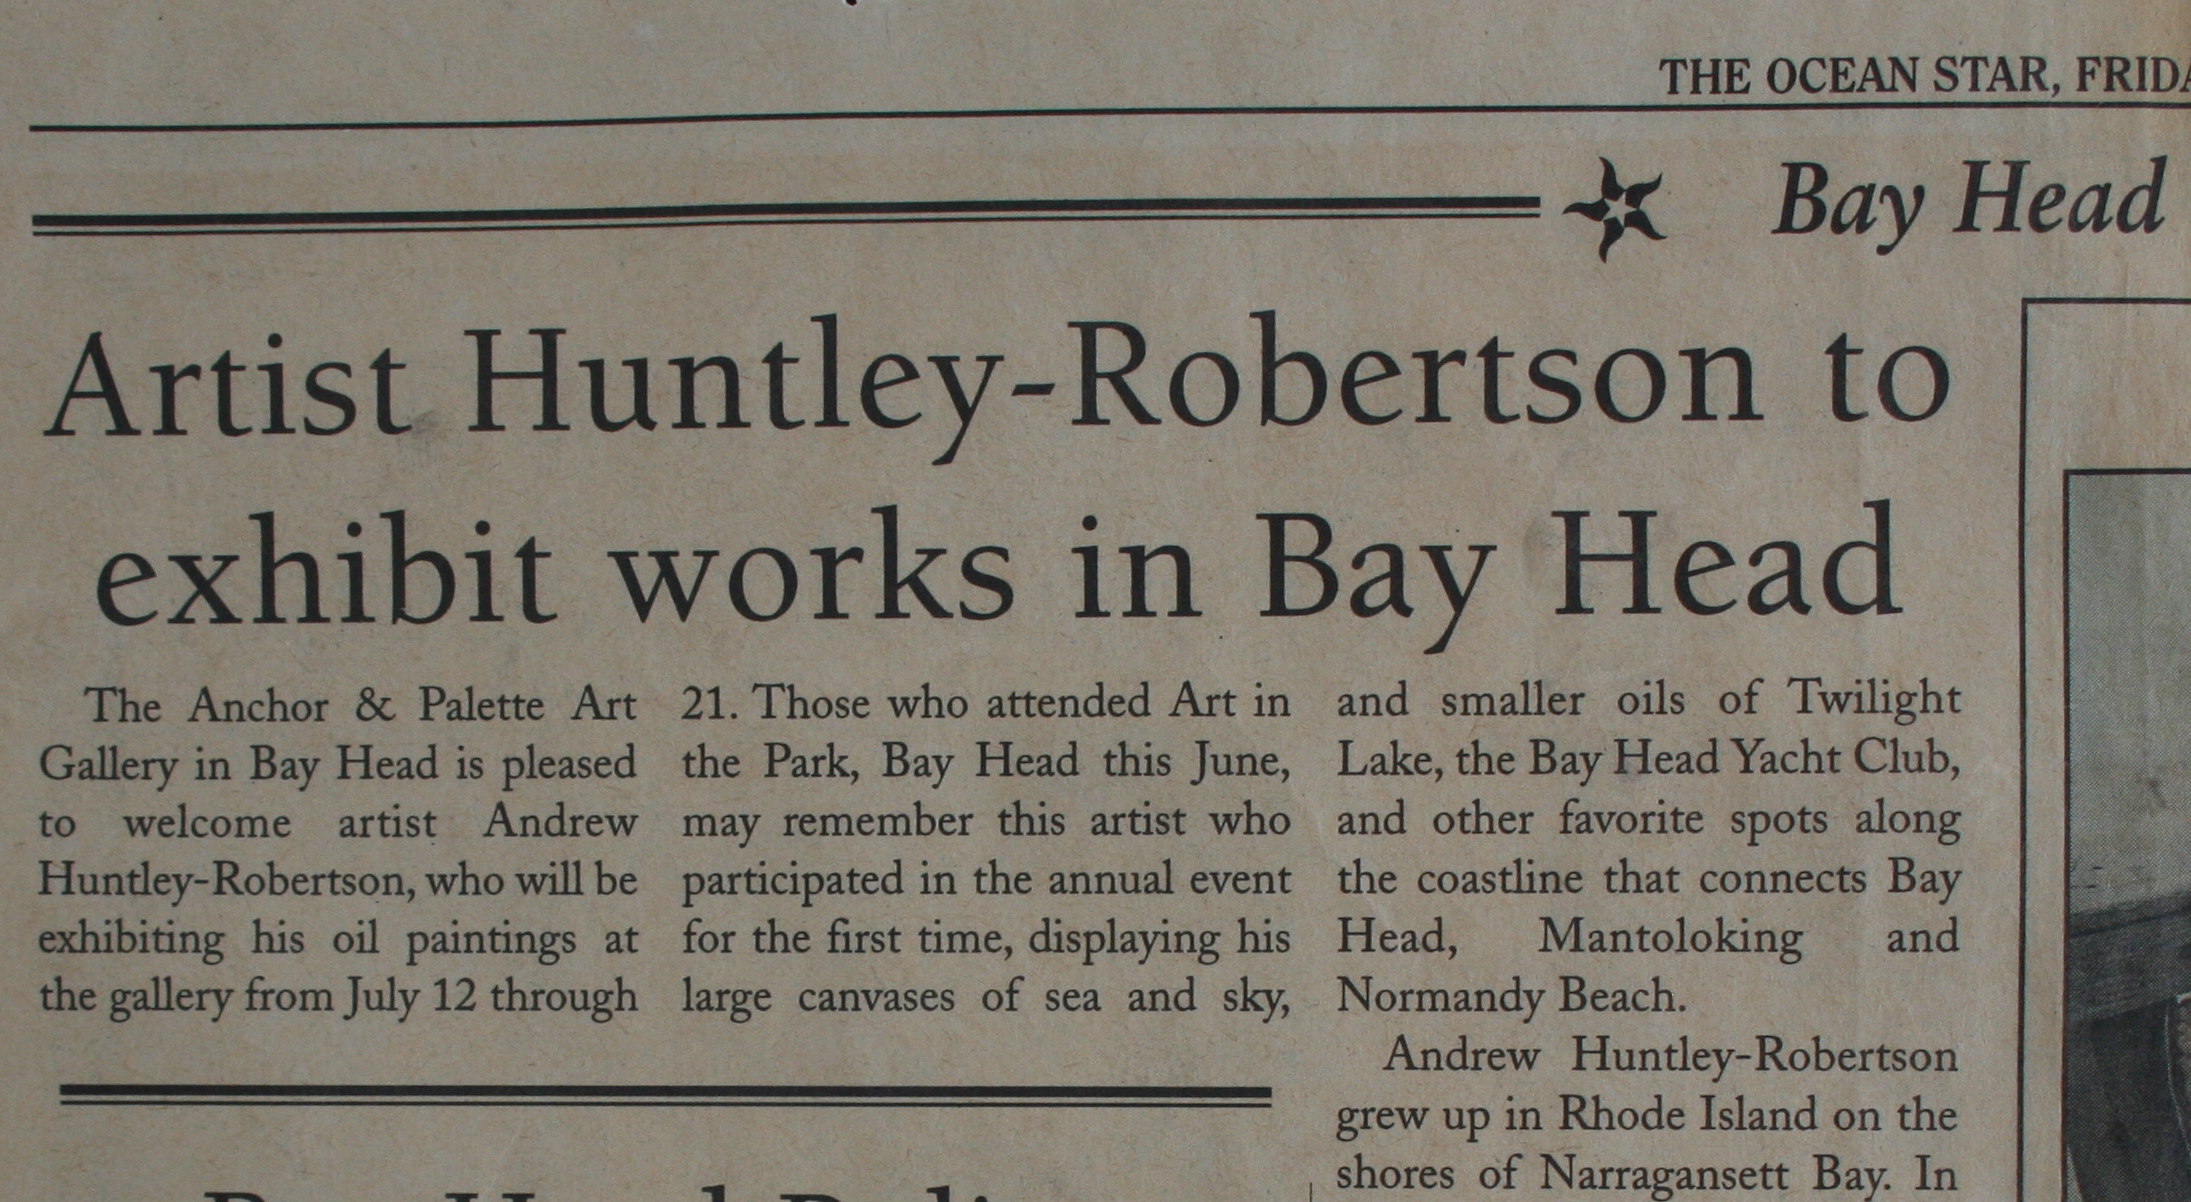 THE OCEAN STAR,
Bay Head
Artist Huntley-Robertson to
exhibit works in Bay Head
The Anchor & Palette Art
Gallery in Bay Head is pleased
to welcome artist Andrew
Huntley-Robertson, who will be
exhibiting his oil paintings at
the gallery from July 12 through
21. Those who attended Art in
the Park, Bay Head this June,
may remember this artist who
participated in the annual event
for the first time, displaying his
large canvases of sea and sky,
and smaller oils of Twilight
Lake, the Bay Head Yacht Club,
and other favorite spots along
the coastline that connects Bay
Head, Mantoloking and
Normandy Beach.
Andrew Huntley-Robertson
grew up in Rhode Island on the
shores of Narragansett Bay. In